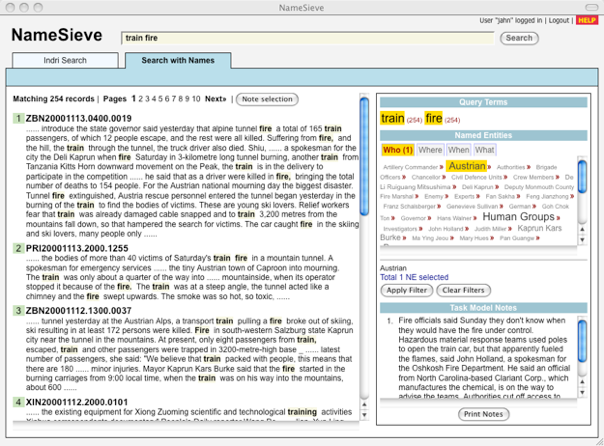 NameSieve
User "jahn" logged in | Logout | HELP
NameSieve
train fire
Search
Indri Search
Search with Names
Matching 254 records | Pages 1 2 3 4 5 6 7 8 9 10 Next» | Note selection
1 ZBN20001113.0400.0019
...... introduce the state governor said yesterday that alpine tunnel fire a total of 165 train
passengers, of which 12 people escape, and the rest were all killed. Suffering from fire, and
the hill, the train through the tunnel, the truck driver also died. Shiu, ...... a spokesman for the
city the Deli Kaprun when fire Saturday in 3-kilometre long tunnel burning, another train from
Tanzania Kitts Horn downward movement on the Peak, the train is in the delivery to
participate in the competition ...... he said that as a driver were killed in fire, bringing the total
number of deaths to 154 people. For the Austrian national mourning day the biggest disaster.
Tunnel fire extinguished, Austria rescue personnel entered the tunnel began yesterday in the
burning of the train to find the bodies of victims. These are young ski lovers. Relief workers
fear that train was already damaged cable snapped and to train 3,200 metres from the
mountains fall down, so that hampered the search for victims. The car caught fire in the skiing
and ski lovers, many people only ......
2 PRI20001113.2000.1255
...... the bodies of more than 40 victims of Saturday's train fire in a mountain tunnel. A
spokesman for emergency services ...... the tiny Austrian town of Caproon into mourning.
The train was only about a quarter of the way into ...... mountainside, when its operator
stopped it because of the fire. The train was at a steep angle, the tunnel acted like a
chimney and the fire swept upwards. The smoke was so hot, so toxic, ......
3 ZBN20001112.1300.0037
...... tunnel yesterday at the Austrian Alps, a transport train pulling a fire broke out of skiing,
ski resulting in at least 172 persons were killed. Fire in south-western Salzburg state Kaprun
city near the tunnel in the mountains. At present, only eight passengers from train,
escaped, train and other passengers were trapped in 3200-metre-high base _ ...... latest
number of passengers, she said: "We believe that train packed with people, this means that
there are 180 ...... minor injuries. Mayor Kaprun Kars Burke said that the fire started in the
burning carriages from 9:00 local time, when the train was on his way into the mountains,
about 600 ......
4 XIN20001112.2000.0101
...... the existing equipment for Xiong Zuoming scientific and technological training activities
Query Terms
train (254) fire (254)
Named Entities
Who (1) Where When What
Artillery Commander » Austrian » Authorities » Brigade
Officers » Chancellor » Civil Defence Units » Crew Members » De
Li Ruiguang Mitsushima » Deli Kaprun » Deputy Monmouth County
Fire Marshal » Enemy » Experts » Fan Sakha » Feng Janzhong »
Franz Schalzberger » Genevieve Sullivan » German » Goh Chok
Ton » Governor » Hans Wallner » Human Groups »
Investigators » John Holland » Judith Miller » Kaprun Kars
Burke » Ma Ying Jeou » Mary Hues » Pan Guange »
Austrian
Total 1 NE selected
Apply Filter Clear Filters
Task Model Notes
1. Fire officials said Sunday they don't know when
they would have the fire under control.
Hazardous material response teams used poles
to open the train car, but that apparently fueled
the flames, said John Holland, a spokesman for
the Oshkosh Fire Department. He said an official
from North Carolina-based Clariant Corp., which
manufactures the chemical, is on the way to
advise the teams. Authorities cut off access to
Print Notes